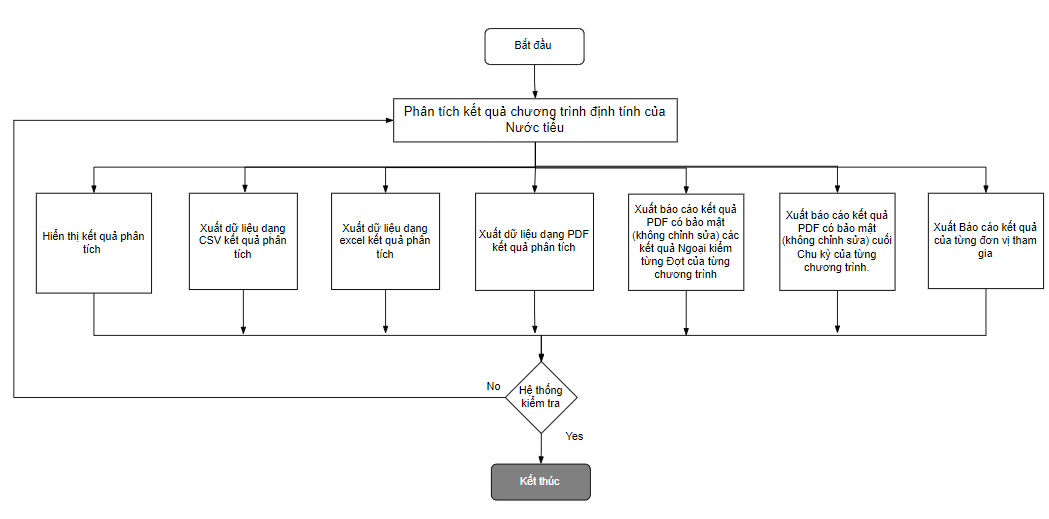 Bắt đầu
Phân tích kết quả chương trình định tính của
Nước tiểu
Hiển thị kết quả phân
tích
Xuất dữ liệu dạng
CSV kết quả phân
tích
Xuất dữ liệu dạng
excel kết quả phân
tích
Xuất dữ liệu dạng PDF
kết quả phân tích
Xuất báo cáo kết quả
PDF có bảo mật
(không chỉnh sửa) các
kết quả Ngoại kiểm
từng Đợt của từng
chương trình
Xuất báo cáo kết quả
PDF có bảo mật
(không chỉnh sửa) cuối
Chu kỳ của từng
chương trình.
Xuất Báo cáo kết quả
của từng đơn vị tham
gia
No
Hệ thống
kiểm tra
Yes
Kết thúc